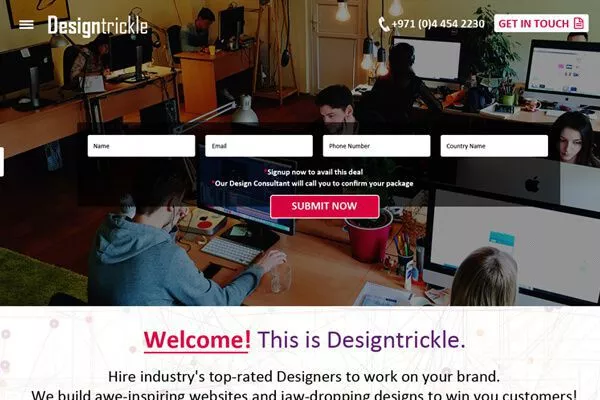 Designtrickle
+971 (0)4 454 2230
GET IN TOUCH
Name
Email
Phone Number
Country Name
*Signup now to avail this deal
*Our Design Consultant will call you to confirm your package
SUBMIT NOW
Welcome! This is Designtrickle.
Hire industry's top-rated Designers to work on your brand.
We build awe-inspiring websites and jaw-dropping designs to win you customers!